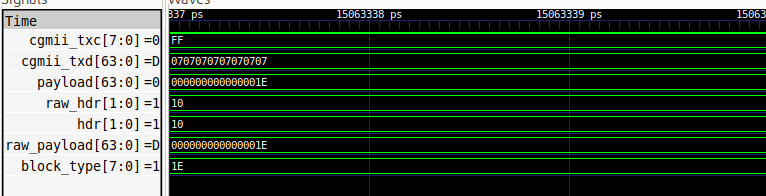 Signals
Waves
Time
337 ps 15063338 ps 15063339 ps 15063
cgmii_txc[7:0]=0 FF
cgmii_txd[63:0]=D 0707070707070707
payload[63:0]=0 000000000000001E
raw_hdr[1:0]=1 10
hdr[1:0]=1 10
raw_payload[63:0]=D 000000000000001E
block_type[7:0]=1 1E